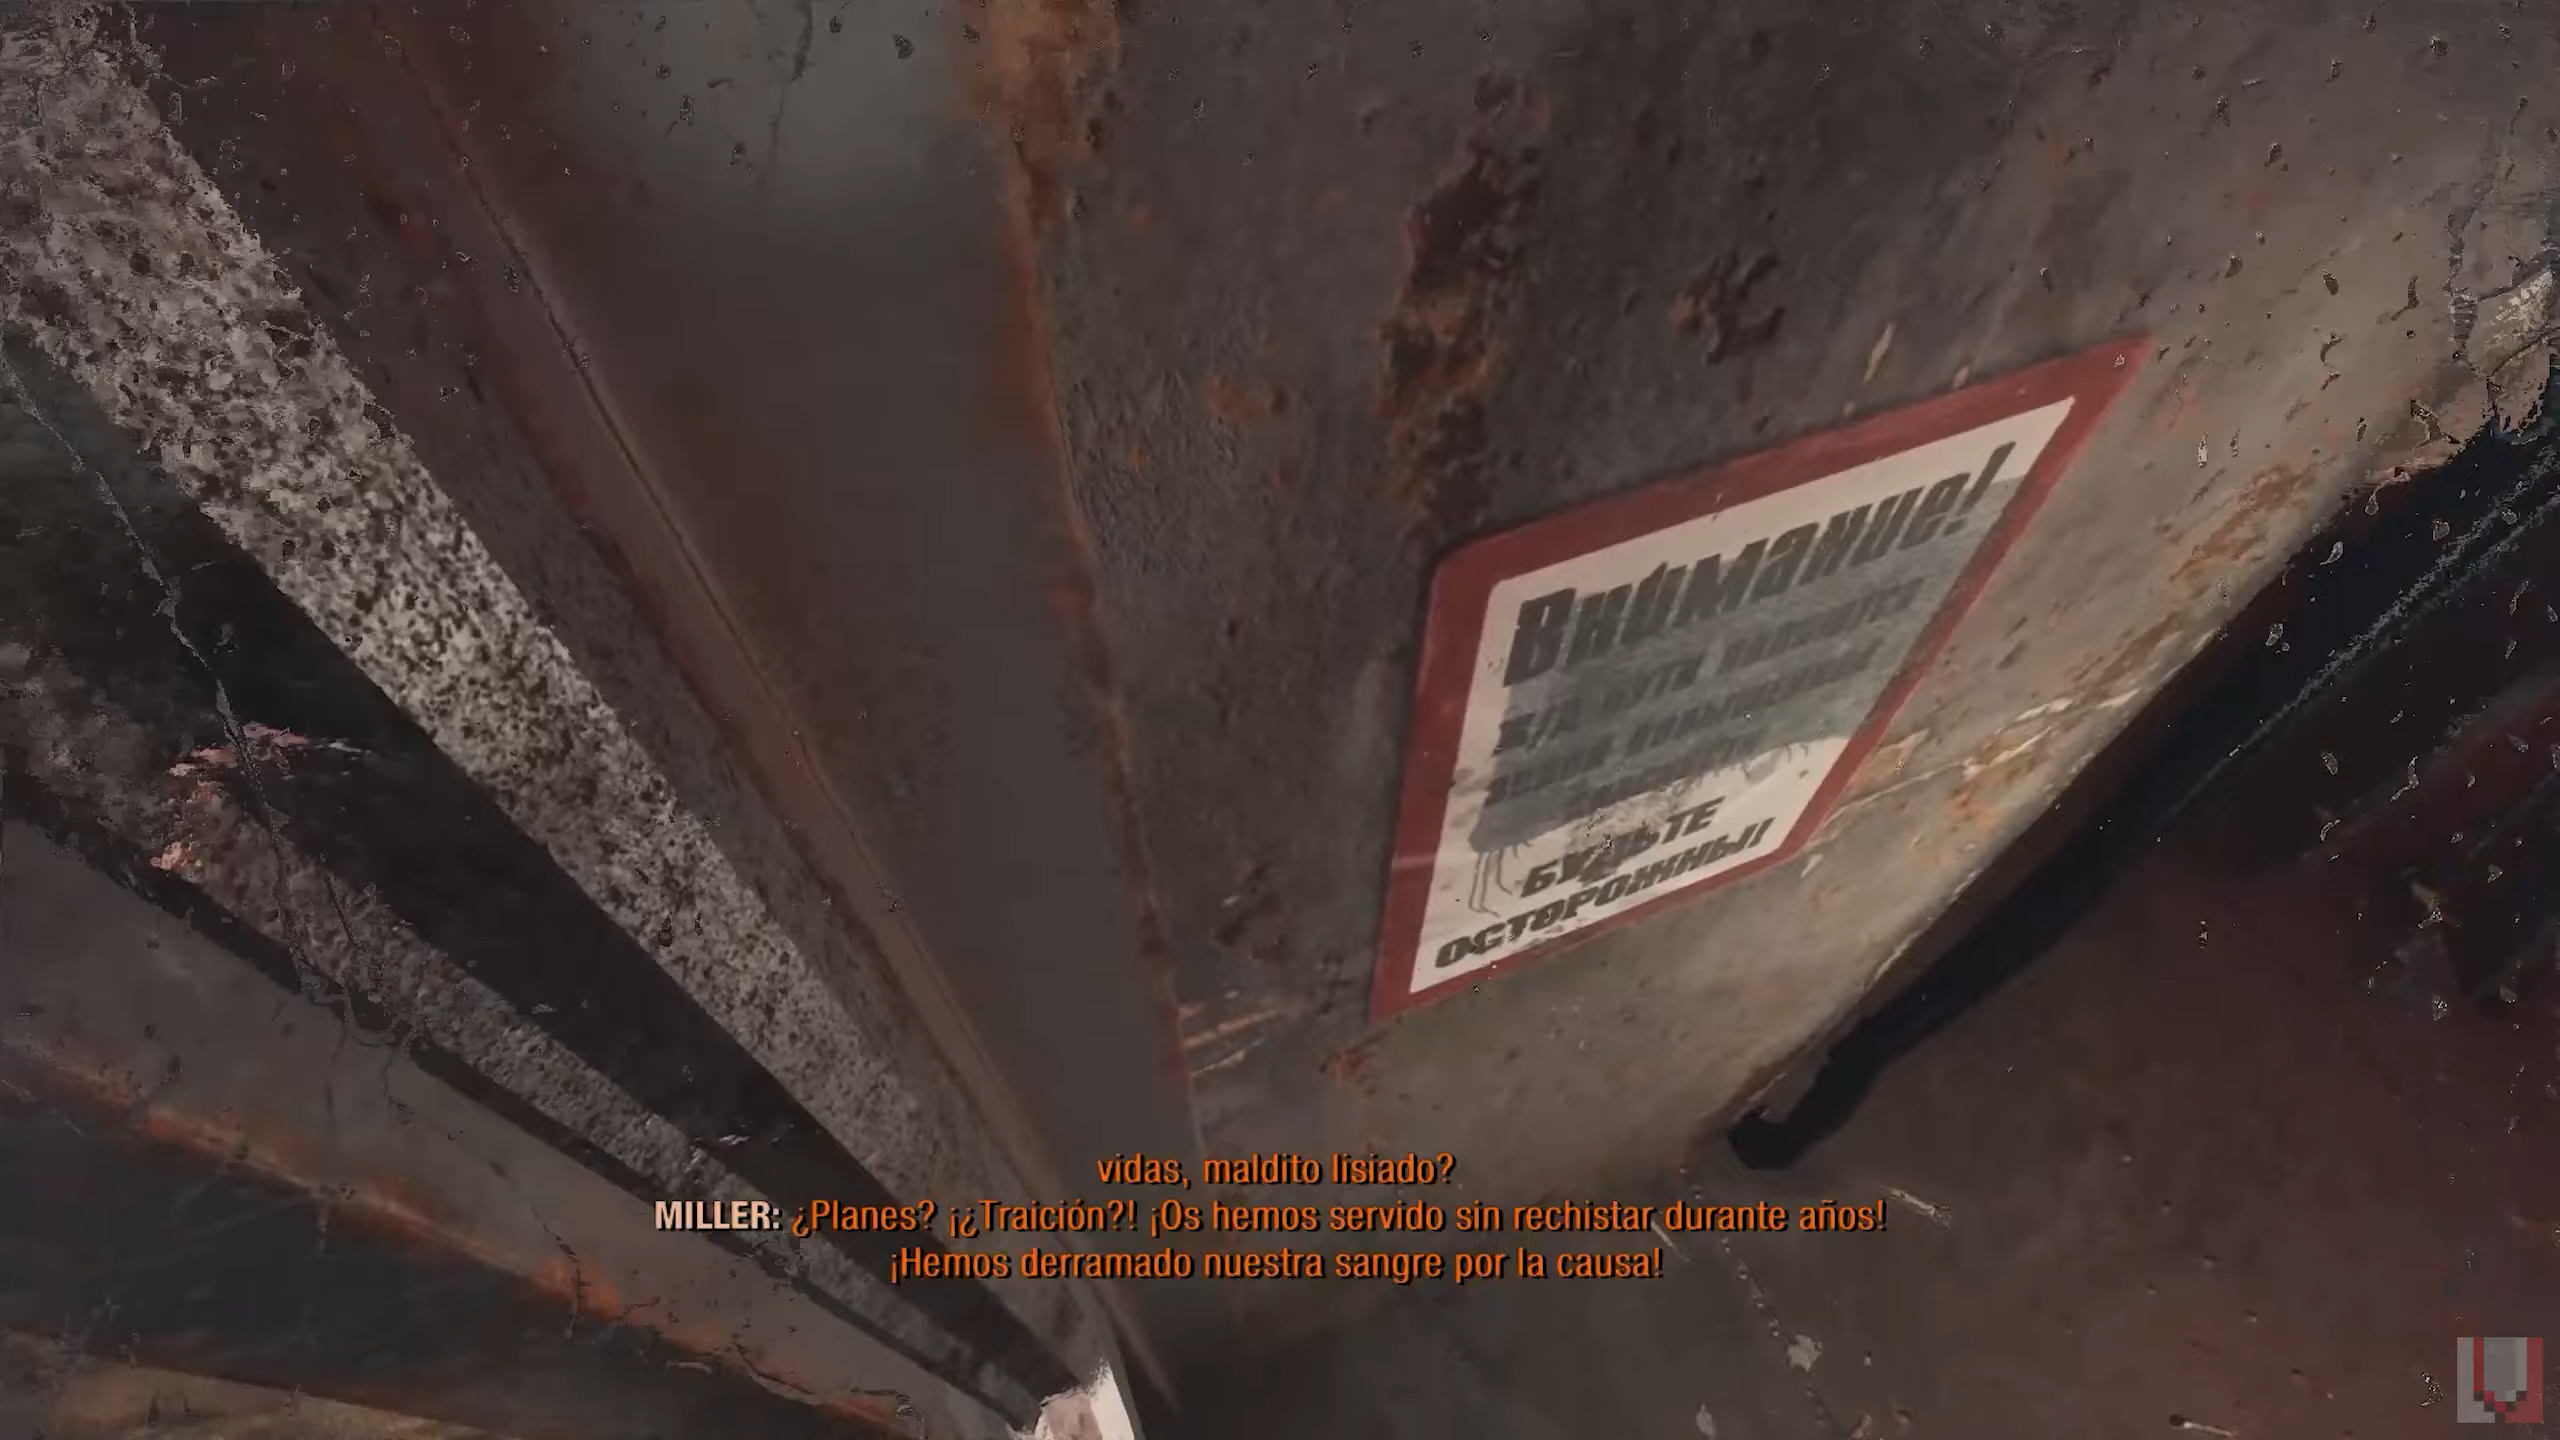 Внимание!
Ж/Д ПУТИ
БУДЬТЕ
ОСТОРОЖНЫ!
vidas, maldito lisiado?
MILLER: ¿Planes? ¡¿Traición?! ¡Os hemos servido sin rechistar durante años!
¡Hemos derramado nuestra sangre por la causa!